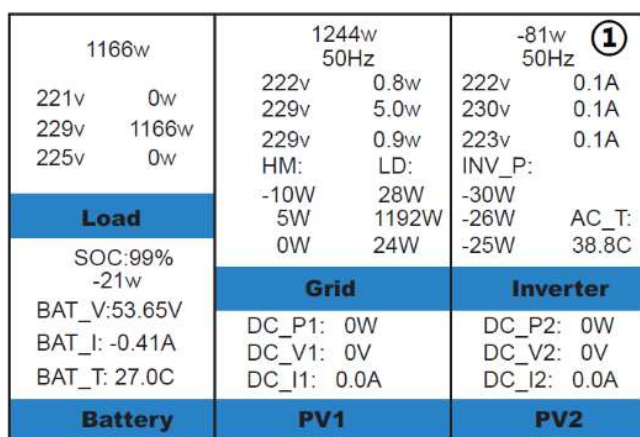 1166w
221v 0w
229v 1166w
225v 0w
Load
SOC:99%
-21w
BAT_V:53.65V
BAT_I: -0.41A
BAT_T: 27.0C
Battery
1244w
50Hz
222v 0.8w
229v 5.0w
229v 0.9w
HM: LD:
-10W 28W
5W 1192W
0W 24W
Grid
DC_P1: 0W
DC_V1: 0V
DC_I1: 0.0A
PV1
-81w ①
50Hz
222v 0.1A
230v 0.1A
223v 0.1A
INV_P:
-30W
-26W AC_T:
-25W 38.8C
Inverter
DC_P2: 0W
DC_V2: 0V
DC_I2: 0.0A
PV2